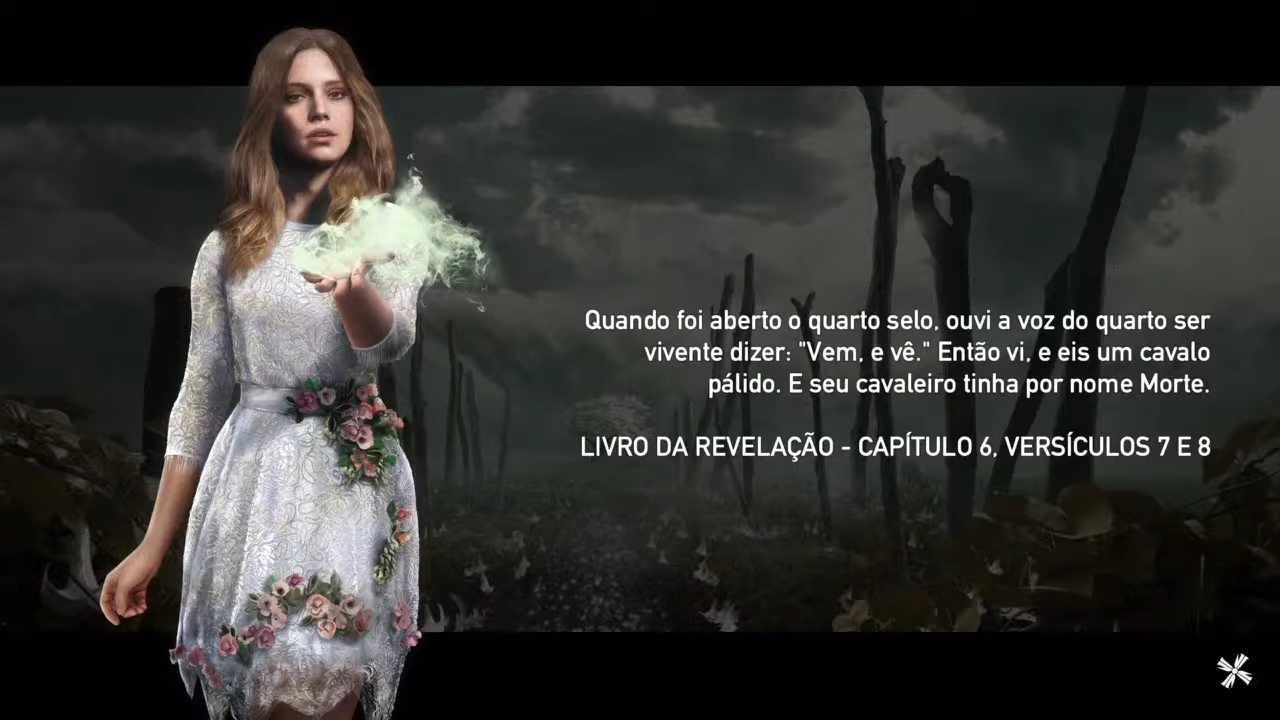 Quando foi aberto o quarto selo, ouvi a voz do quarto ser
vivente dizer: "Vem, e vê." Então vi, e eis um cavalo
pálido. E seu cavaleiro tinha por nome Morte.
LIVRO DA REVELAÇÃO - CAPÍTULO 6, VERSÍCULOS 7 E 8